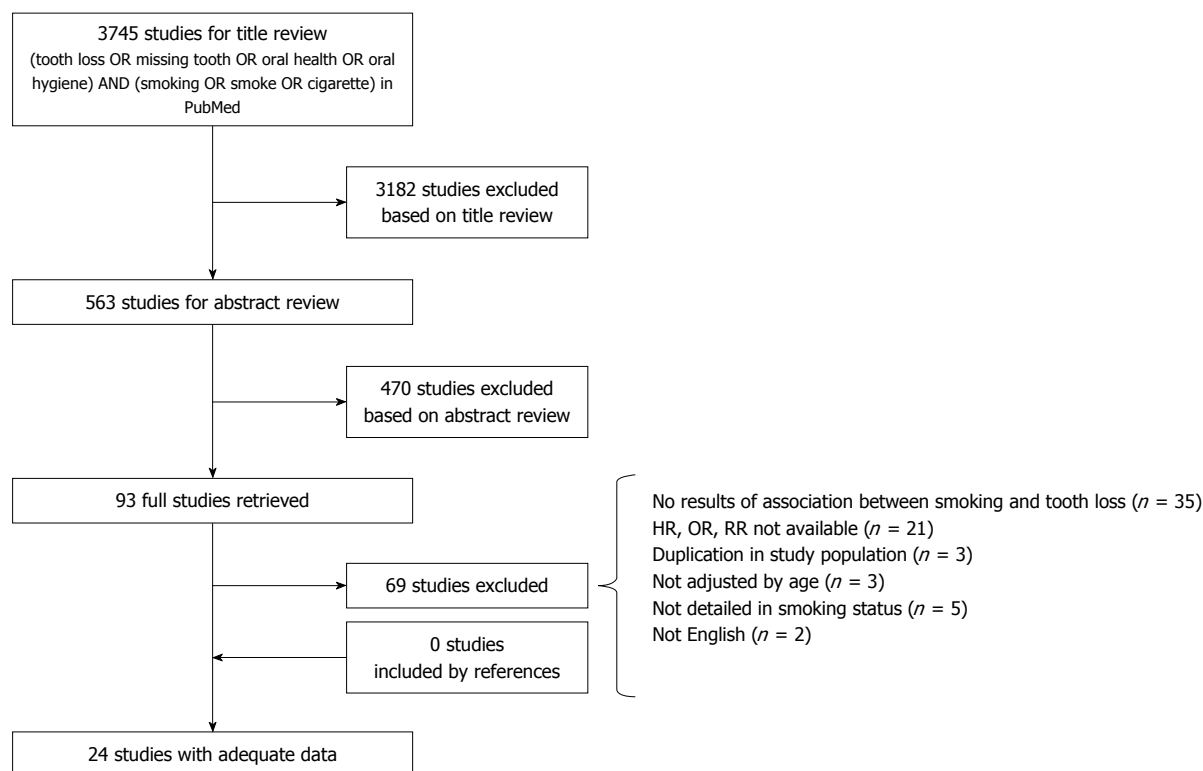 3745 studies for title review
(tooth loss OR missing tooth OR oral health OR oral
hygiene) AND (smoking OR smoke OR cigarette) in
PubMed
3182 studies excluded
based on title review
563 studies for abstract review
470 studies excluded
based on abstract review
93 full studies retrieved
No results of association between smoking and tooth loss (n = 35)
HR, OR, RR not available (n = 21)
Duplication in study population (n = 3)
Not adjusted by age (n = 3)
Not detailed in smoking status (n = 5)
Not English (n = 2)
69 studies excluded
0 studies
included by references
24 studies with adequate data